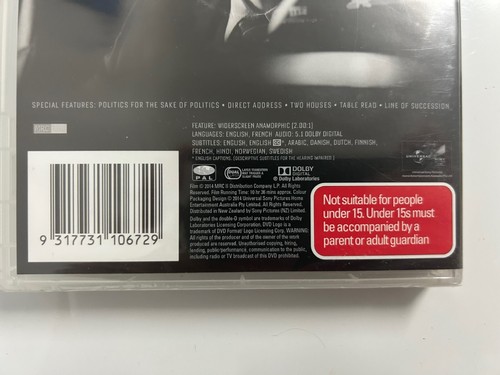 SPECIAL FEATURES: POLITICS FOR THE SAKE OF POLITICS • DIRECT ADDRESS • TWO HOUSES • TABLE READ • LINE OF SUCCESSION.
FEATURE: WIDESCREEN ANAMORPHIC [2.00:1]
LANGUAGES: ENGLISH, FRENCH AUDIO: 5.1 DOLBY DIGITAL
SUBTITLES: ENGLISH, ENGLISH *, ARABIC, DANISH, DUTCH, FINNISH,
FRENCH, HINDI, NORWEGIAN, SWEDISH
* ENGLISH CAPTIONS (DESCRIPTIVE SUBTITLES FOR THE HEARING IMPAIRED)
PAL
DOLBY
DIGITAL
® Dolby Laboratories
UNIVERSAL
Film © 2014 MRC II Distribution Company L.P. All Rights
Reserved. Film Running Time: 10 hr 36 mins approx. Colour
Packaging Design © 2014 Universal Sony Pictures Home
Entertainment Australia Pty Limited. All Rights Reserved.
Distributed in New Zealand by Sony Pictures (NZ) Limited.
Dolby and the double-D symbol are trademarks of Dolby
Laboratories Licensing Corporation. DVD Logo is a
trademark of DVD Format/ Logo Licensing Corp. WARNING:
All rights of the producer and of the owner of the work
produced are reserved. Unauthorised copying, hiring,
lending, public performance, communication to the public,
including radio or TV broadcast of this DVD prohibited.
9 317731 106729
Not suitable for people
under 15. Under 15s must
be accompanied by a
parent or adult guardian